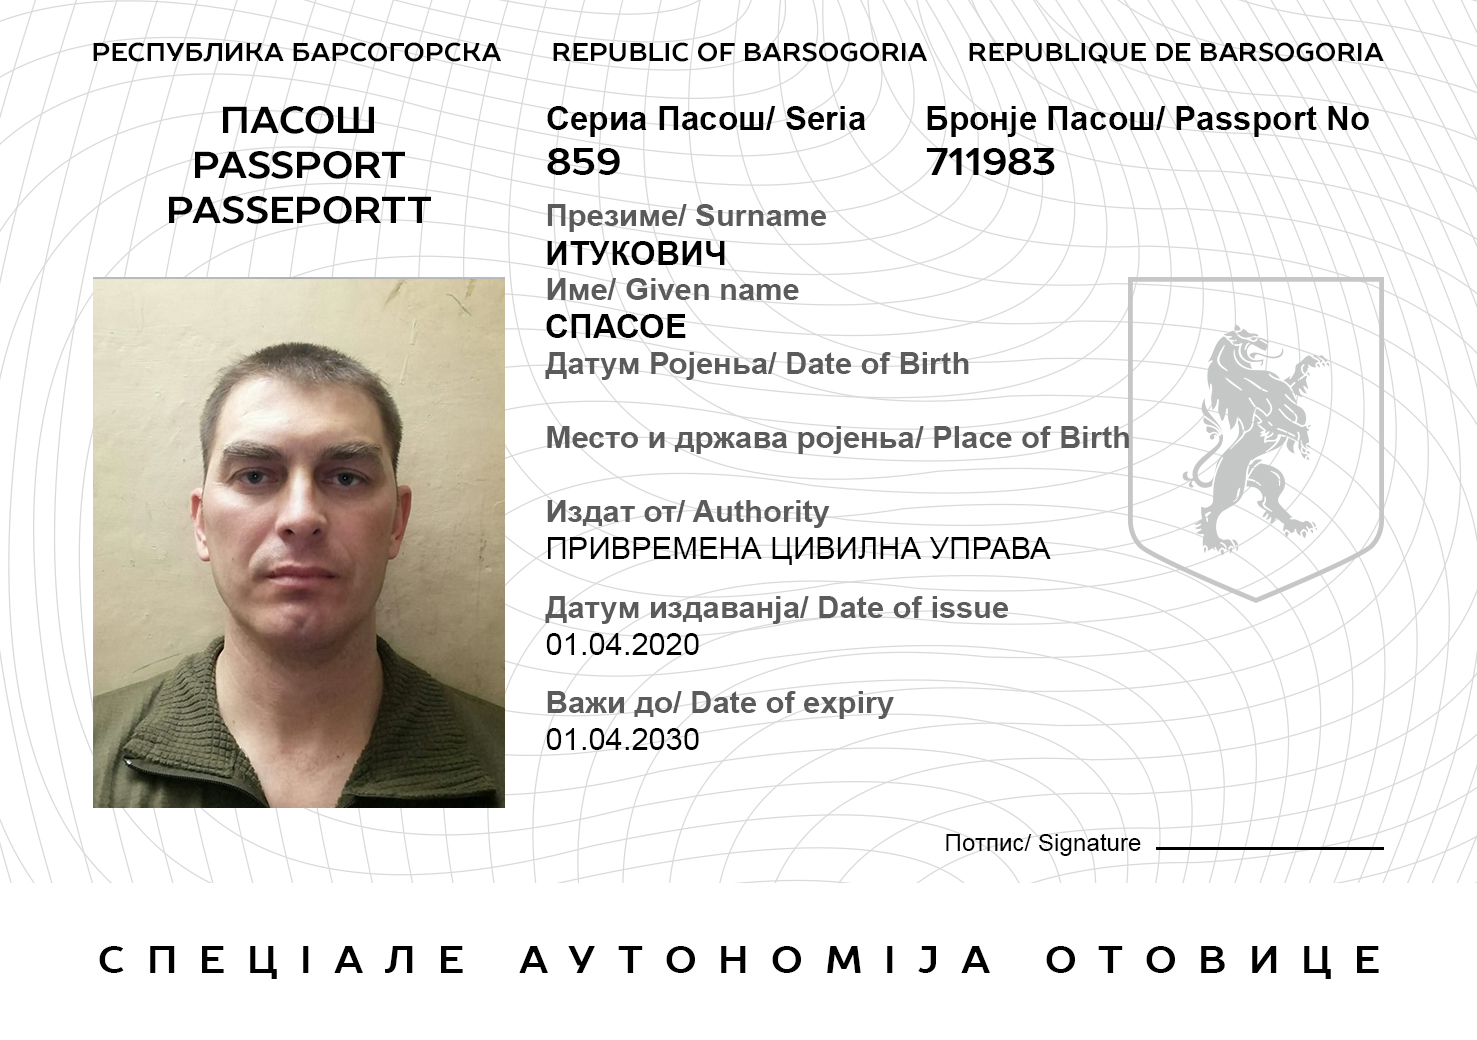 РЕСПУБЛИКА БАРСОГОРСКА REPUBLIC OF BARSOGORIA REPUBLIQUE DE BARSOGORIA
ПАСОШ
PASSPORT
PASSEPORTT
Сериа Пасош/ Seria Бронје Пасош/ Passport No
859 711983
Презиме/ Surname
ИТУКОВИЧ
Име/ Given name
СПАСОЕ
Датум Ројења/ Date of Birth
Место и држава ројења/ Place of Birth
Издат от/ Authority
ПРИВРЕМЕНА ЦИВИЛНА УПРАВА
Датум издаванја/ Date of issue
01.04.2020
Важи до/ Date of expiry
01.04.2030
Потпис/ Signature
СПЕЦІАЛЕ АУТОНОМІЈА ОТОВИЦЕ